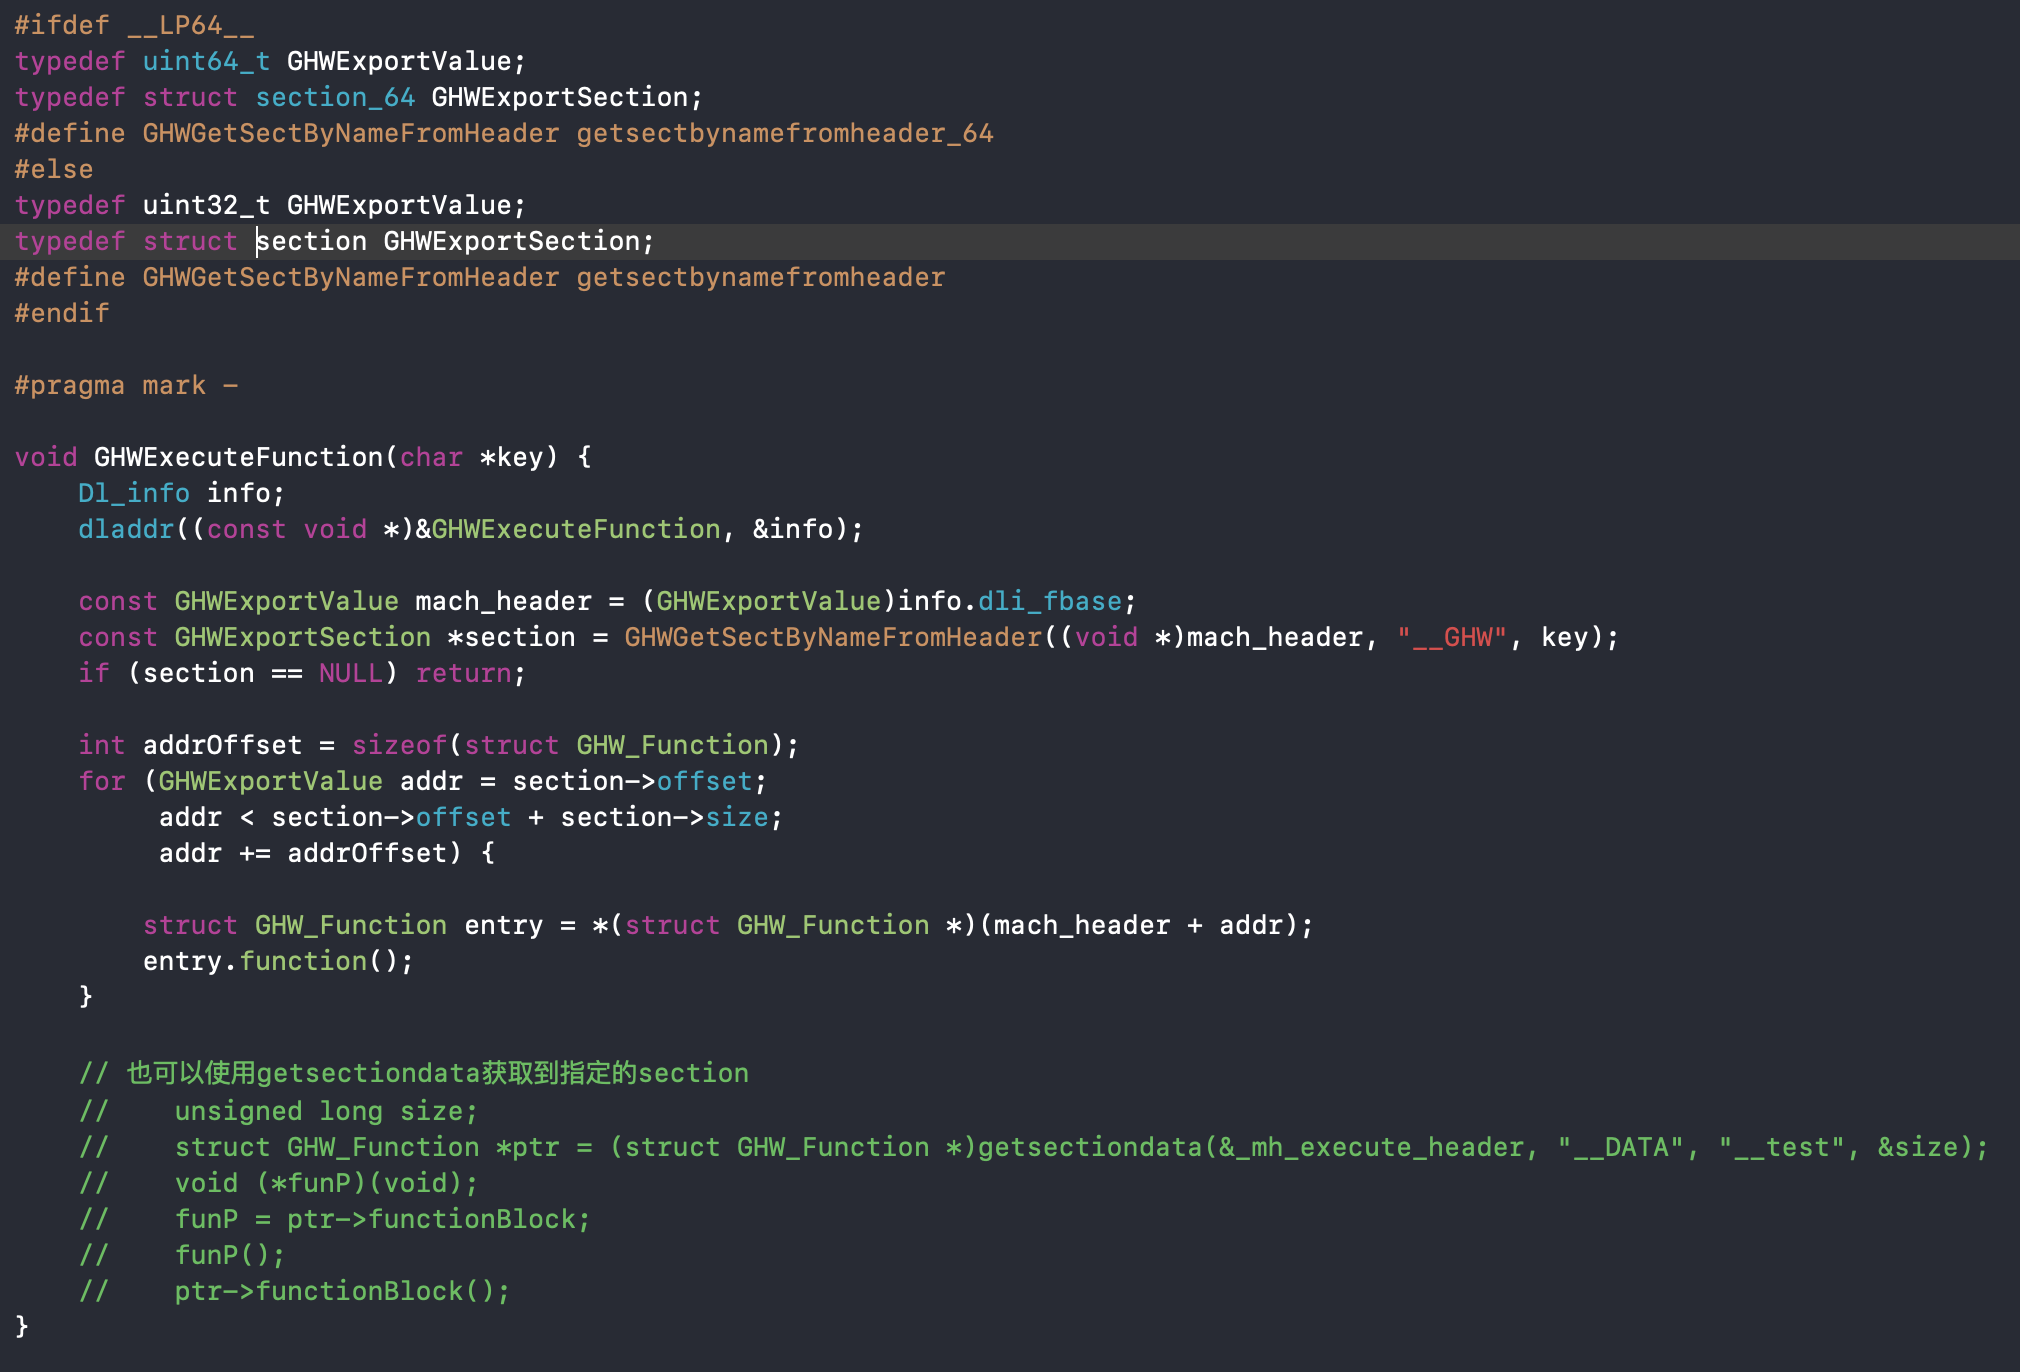 #ifdef __LP64__
typedef uint64_t GHWExportValue;
typedef struct section_64 GHWExportSection;
#define GHWGetSectByNameFromHeader getsectbynamefromheader_64
#else
typedef uint32_t GHWExportValue;
typedef struct section GHWExportSection;
#define GHWGetSectByNameFromHeader getsectbynamefromheader
#endif
#pragma mark -
void GHWExecuteFunction(char *key) {
    Dl_info info;
    dladdr((const void *)&GHWExecuteFunction, &info);
    const GHWExportValue mach_header = (GHWExportValue)info.dli_fbase;
    const GHWExportSection *section = GHWGetSectByNameFromHeader((void *)mach_header, "__GHW", key);
    if (section == NULL) return;
    int addrOffset = sizeof(struct GHW_Function);
    for (GHWExportValue addr = section->offset;
         addr < section->offset + section->size;
         addr += addrOffset) {
        struct GHW_Function entry = *(struct GHW_Function *)(mach_header + addr);
        entry.function();
    }
    // 也可以使用getsectiondata获取到指定的section
    //    unsigned long size;
    //    struct GHW_Function *ptr = (struct GHW_Function *)getsectiondata(&_mh_execute_header, "__DATA", "__test", &size);
    //    void (*funP)(void);
    //    funP = ptr->functionBlock;
    //    funP();
    //    ptr->functionBlock();
}